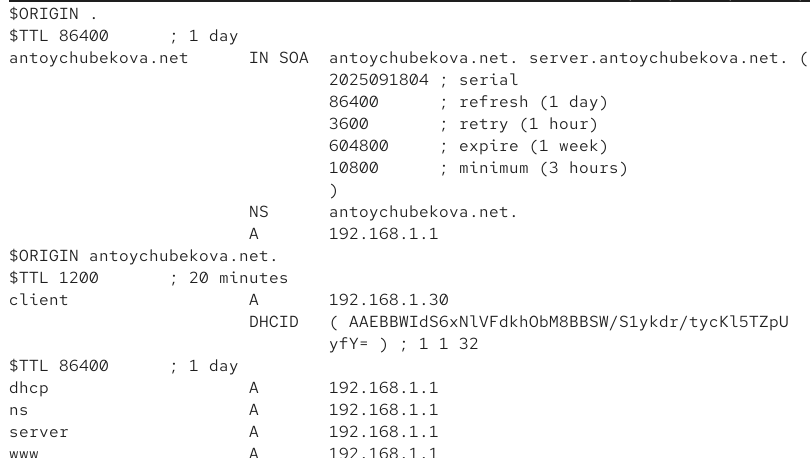 $ORIGIN .
$TTL 86400 ; 1 day
antoychubekova.net IN SOA antoychubekova.net. server.antoychubekova.net. (
2025091804 ; serial
86400 ; refresh (1 day)
3600 ; retry (1 hour)
604800 ; expire (1 week)
10800 ; minimum (3 hours)
)
NS antoychubekova.net.
A 192.168.1.1
$ORIGIN antoychubekova.net.
$TTL 1200 ; 20 minutes
client A 192.168.1.30
DHCID ( AAEBBWIdS6xNlVFdkhObM8BBSW/S1ykdr/tycKl5TZpU
yfY= ) ; 1 1 32
$TTL 86400 ; 1 day
dhcp A 192.168.1.1
ns A 192.168.1.1
server A 192.168.1.1
www A 192.168.1.1